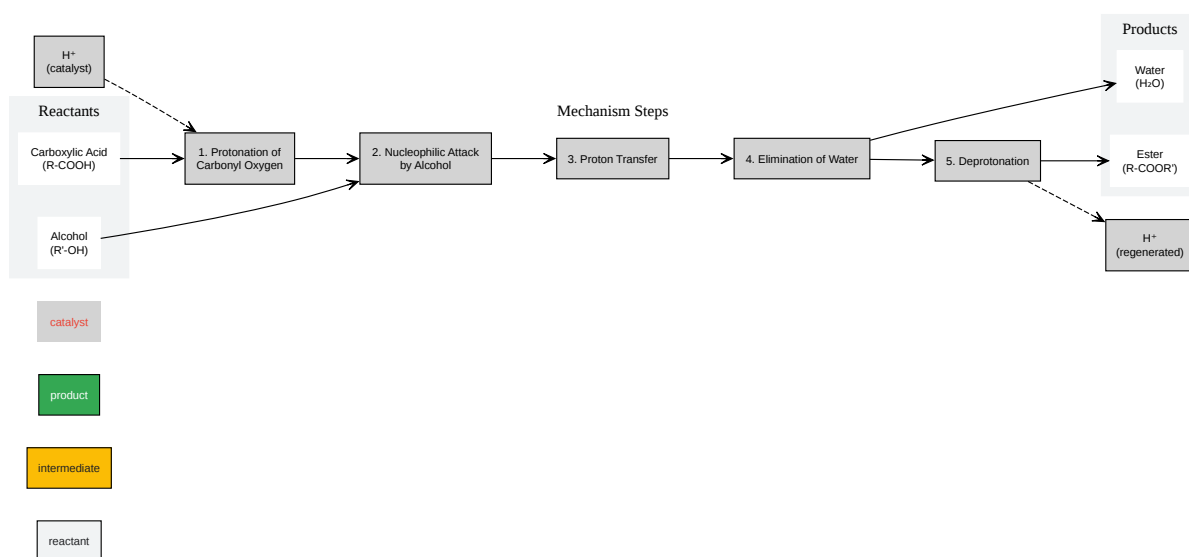 H⁺
(catalyst)
Reactants
Carboxylic Acid
(R-COOH)
Alcohol
(R'-OH)
Mechanism Steps
1. Protonation of
Carbonyl Oxygen
2. Nucleophilic Attack
by Alcohol
3. Proton Transfer
4. Elimination of Water
5. Deprotonation
Products
Water
(H₂O)
Ester
(R-COOR')
H⁺
(regenerated)
catalyst
product
intermediate
reactant